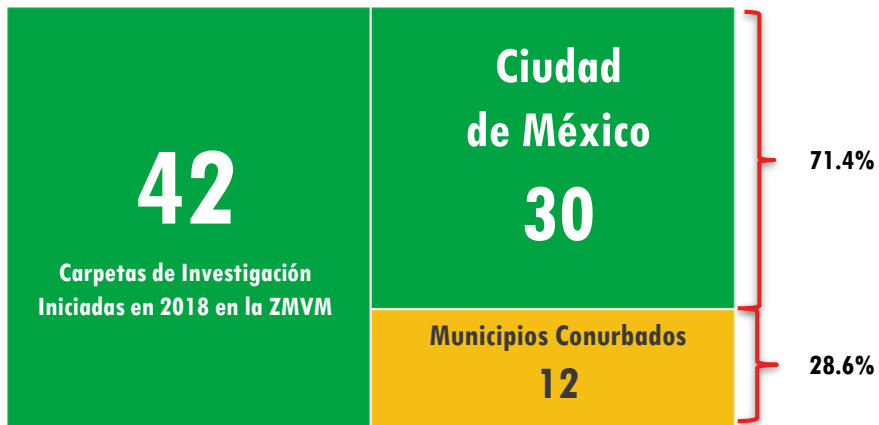 42
Carpetas de Investigación
Iniciadas en 2018 en la ZMVM
Ciudad
de México
30
71.4%
Municipios Conurbados
12
28.6%